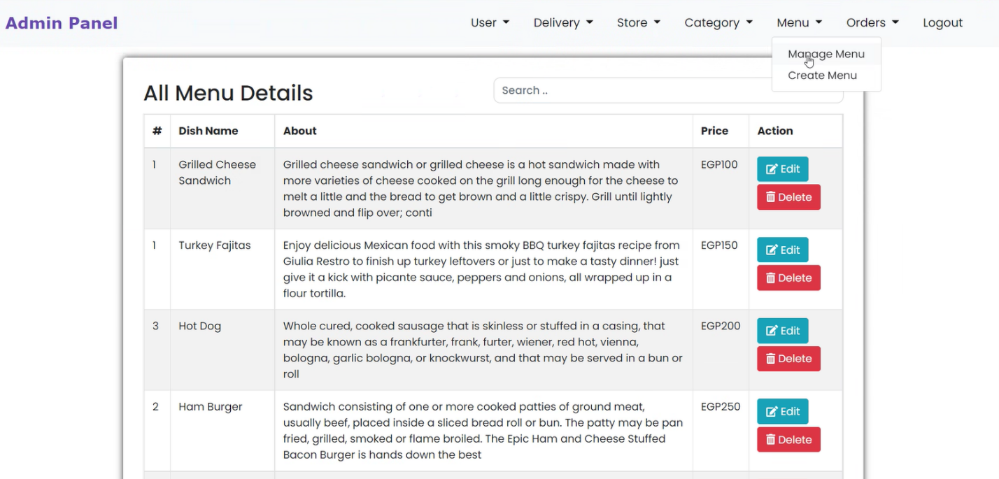 Admin Panel User Delivery Store Category Menu Orders Logout
Manage Menu
Create Menu
All Menu Details
Search ..
# Dish Name About Price Action
1 Grilled Cheese Sandwich
Grilled cheese sandwich or grilled cheese is a hot sandwich made with
more varieties of cheese cooked on the grill long enough for the cheese to
melt a little and the bread to get brown and a little crispy. Grill until lightly
browned and flip over; conti
EGP100
Edit
Delete
1 Turkey Fajitas
Enjoy delicious Mexican food with this smoky BBQ turkey fajitas recipe from
Giulia Restro to finish up turkey leftovers or just to make a tasty dinner! just
give it a kick with picante sauce, peppers and onions, all wrapped up in a
flour tortilla.
EGP150
Edit
Delete
3 Hot Dog
Whole cured, cooked sausage that is skinless or stuffed in a casing, that
may be known as a frankfurter, frank, furter, wiener, red hot, vienna,
bologna, garlic bologna, or knockwurst, and that may be served in a bun or
roll
EGP200
Edit
Delete
2 Ham Burger
Sandwich consisting of one or more cooked patties of ground meat,
usually beef, placed inside a sliced bread roll or bun. The patty may be pan
fried, grilled, smoked or flame broiled. The Epic Ham and Cheese Stuffed
Bacon Burger is hands down the best
EGP250
Edit
Delete